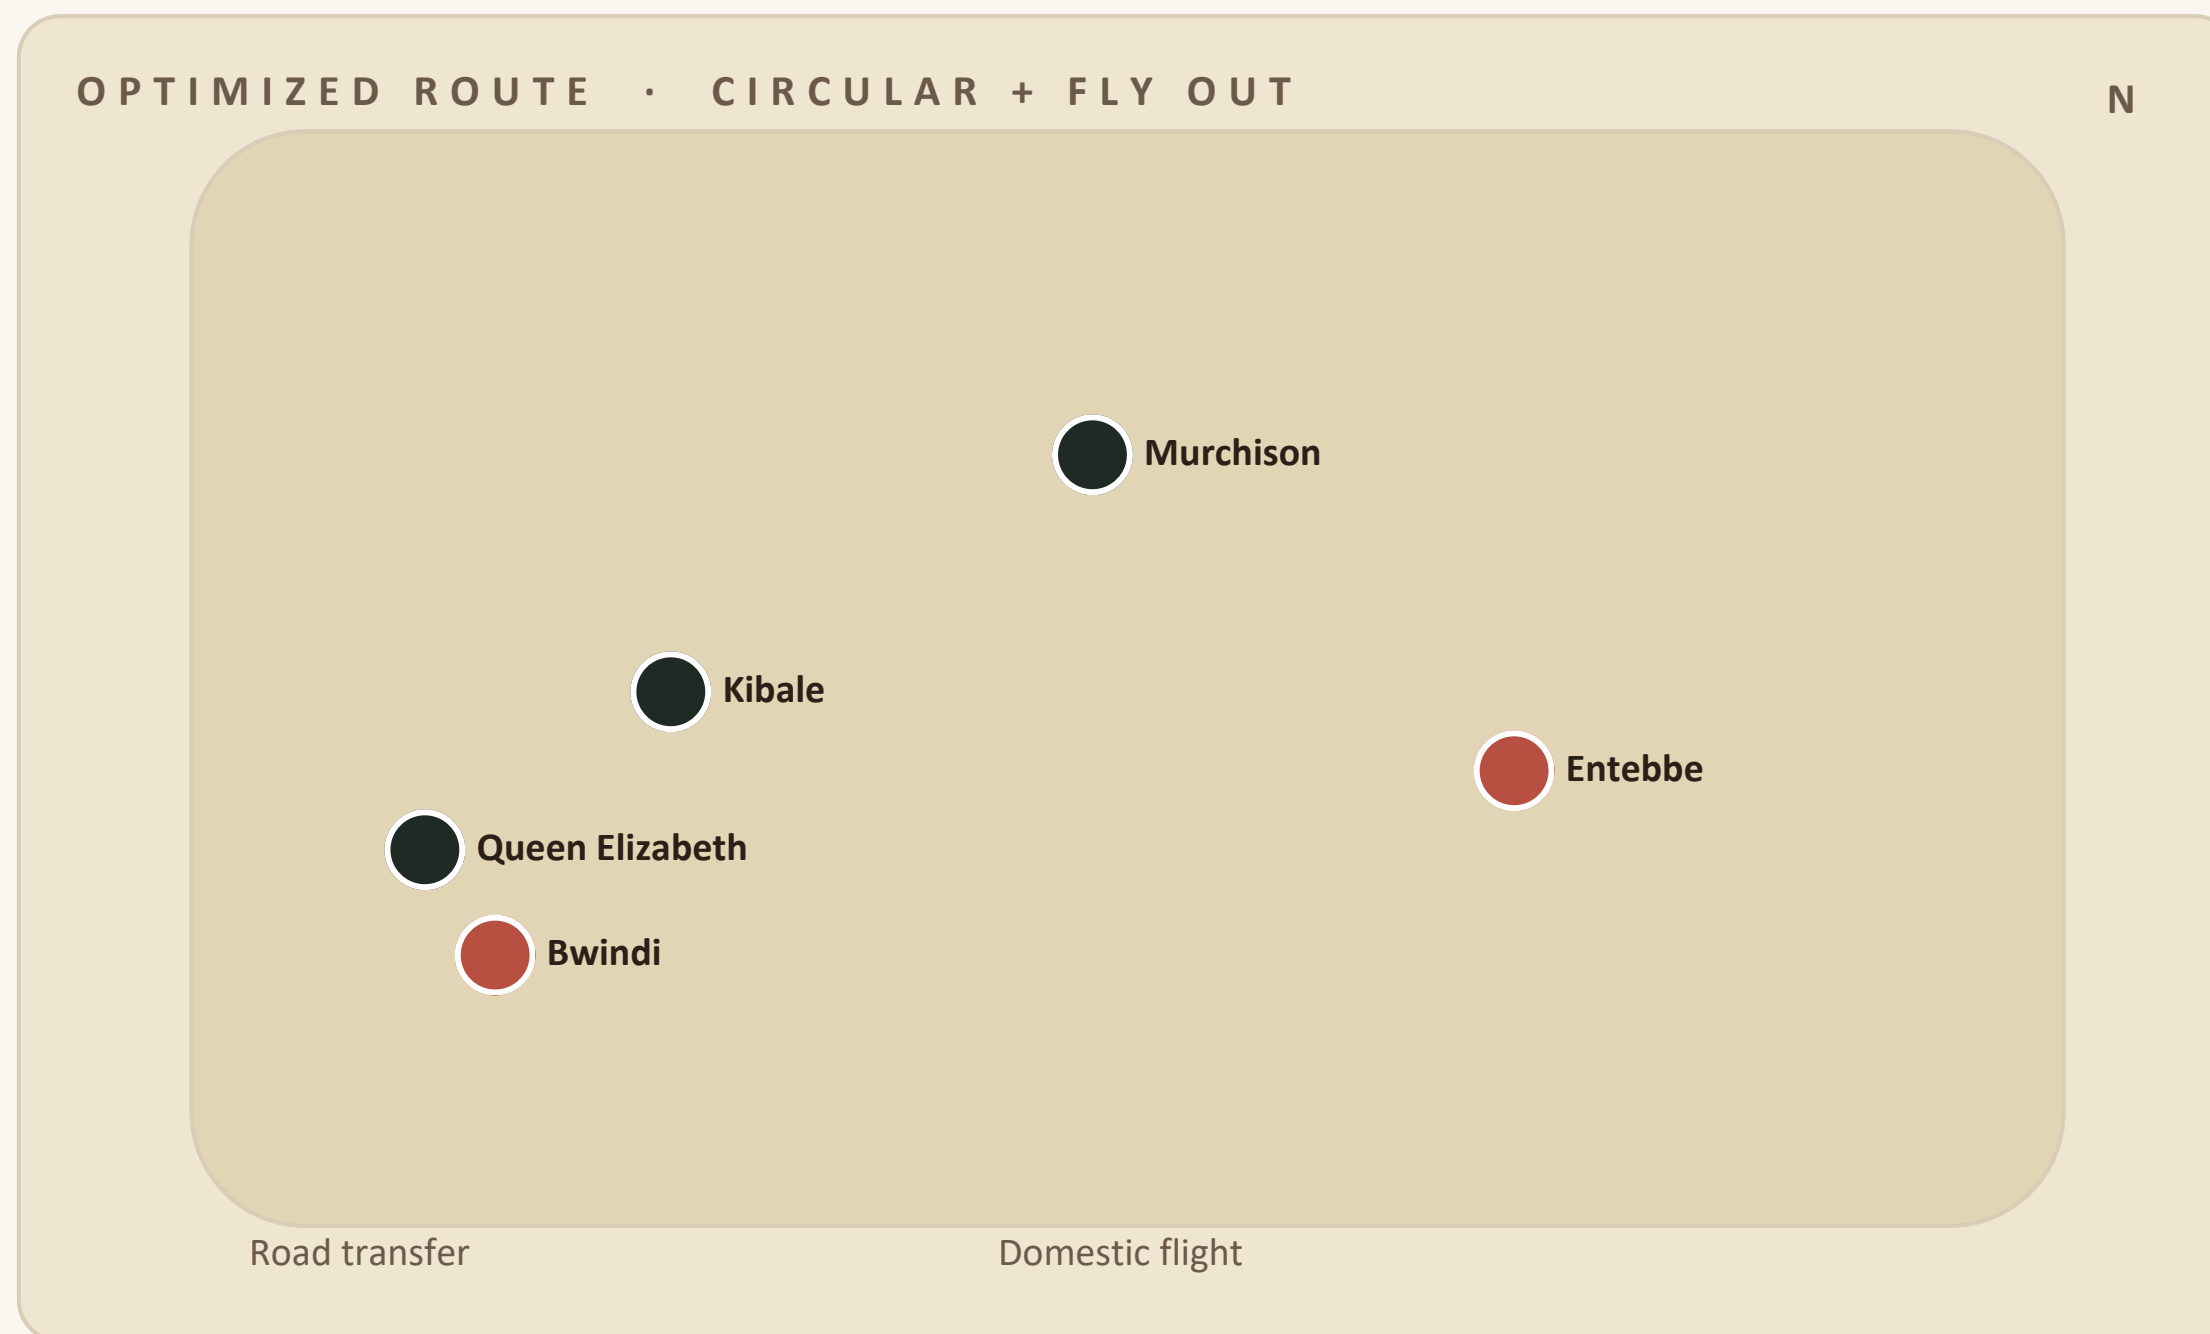 OPTIMIZED ROUTE · CIRCULAR + FLY OUT
N
Murchison
Kibale
Entebbe
Queen Elizabeth
Bwindi
Road transfer
Domestic flight